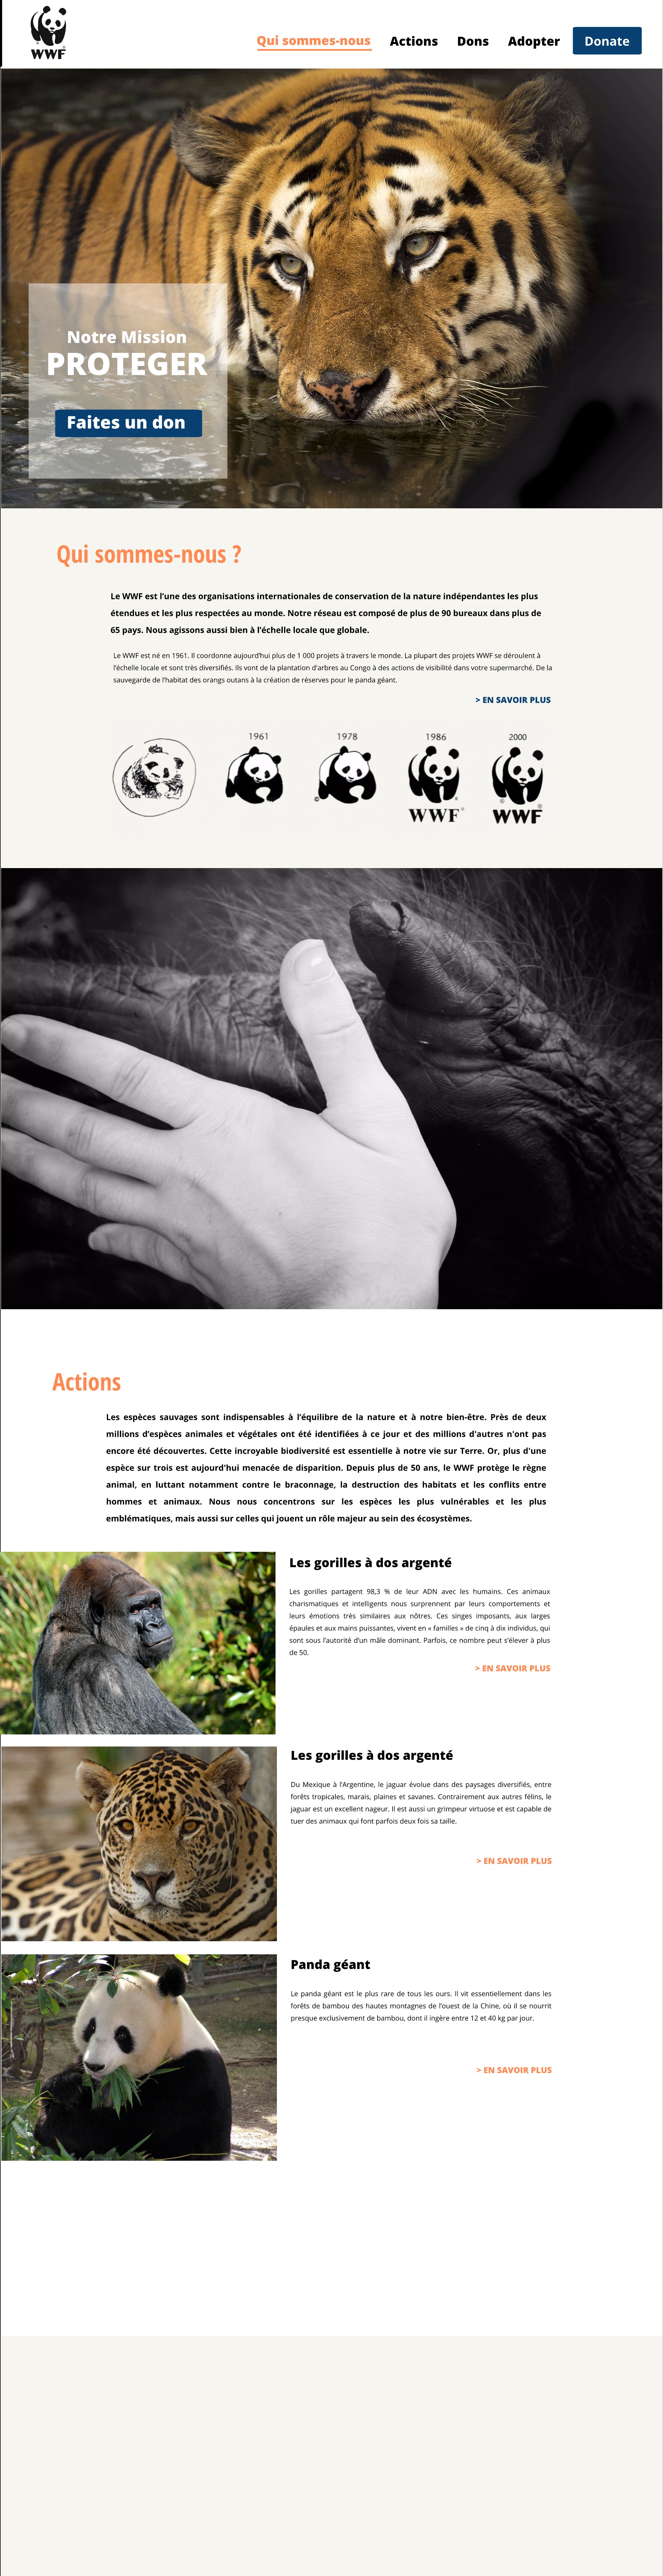 WWF
Qui sommes-nous
Actions
Dons
Adopter
Donate
Notre Mission
PROTEGER
Faites un don
Qui sommes-nous ?
Le WWF est l’une des organisations internationales de conservation de la nature indépendantes les plus
étendues et les plus respectées au monde. Notre réseau est composé de plus de 90 bureaux dans plus de
65 pays. Nous agissons aussi bien à l’échelle locale que globale.
Le WWF est né en 1961. Il coordonne aujourd’hui plus de 1 000 projets à travers le monde. La plupart des projets WWF se déroulent à
l’échelle locale et sont très diversifiés. Ils vont de la plantation d'arbres au Congo à des actions de visibilité dans votre supermarché. De la
sauvegarde de l’habitat des orangs outans à la création de réserves pour le panda géant.
> EN SAVOIR PLUS
1961
1978
1986
2000
WWF
WWF
Actions
Les espèces sauvages sont indispensables à l’équilibre de la nature et à notre bien-être. Près de deux
millions d’espèces animales et végétales ont été identifiées à ce jour et des millions d'autres n'ont pas
encore été découvertes. Cette incroyable biodiversité est essentielle à notre vie sur Terre. Or, plus d'une
espèce sur trois est aujourd'hui menacée de disparition. Depuis plus de 50 ans, le WWF protège le règne
animal, en luttant notamment contre le braconnage, la destruction des habitats et les conflits entre
hommes et animaux. Nous nous concentrons sur les espèces les plus vulnérables et les plus
emblématiques, mais aussi sur celles qui jouent un rôle majeur au sein des écosystèmes.
Les gorilles à dos argenté
Les gorilles partagent 98,3 % de leur ADN avec les humains. Ces animaux
charismatiques et intelligents nous surprennent par leurs comportements et
leurs émotions très similaires aux nôtres. Ces singes imposants, aux larges
épaules et aux mains puissantes, vivent en « familles » de cinq à dix individus, qui
sont sous l’autorité d’un mâle dominant. Parfois, ce nombre peut s’élever à plus
de 50.
> EN SAVOIR PLUS
Les gorilles à dos argenté
Du Mexique à l’Argentine, le jaguar évolue dans des paysages diversifiés, entre
forêts tropicales, marais, plaines et savanes. Contrairement aux autres félins, le
jaguar est un excellent nageur. Il est aussi un grimpeur virtuose et est capable de
tuer des animaux qui font parfois deux fois sa taille.
> EN SAVOIR PLUS
Panda géant
Le panda géant est le plus rare de tous les ours. Il vit essentiellement dans les
forêts de bambou des hautes montagnes de l’ouest de la Chine, où il se nourrit
presque exclusivement de bambou, dont il ingère entre 12 et 40 kg par jour.
> EN SAVOIR PLUS